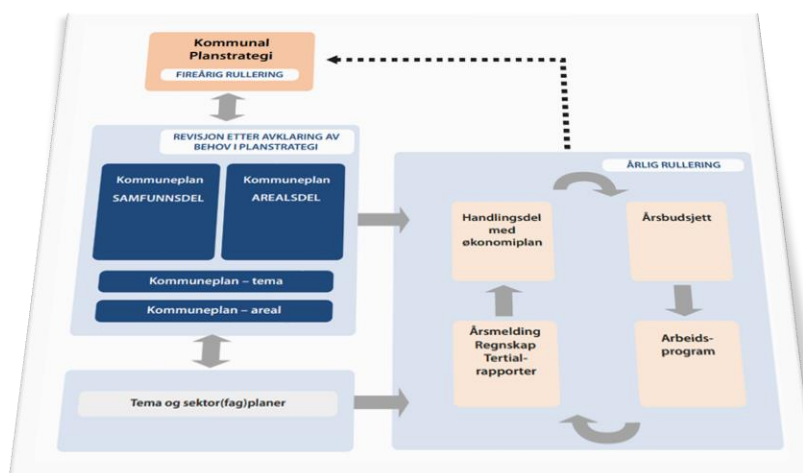 Kommunal
Planstrategi
FIREÅRIG RULLERING
REVISJON ETTER AVKLARING AV
BEHOV I PLANSTRATEGI
Kommuneplan
SAMFUNNSDEL
Kommuneplan
AREALSDEL
Kommuneplan – tema
Kommuneplan – areal
Tema og sektor(fag)planer
ÅRLIG RULLERING
Handlingsdel
med
økonomiplan
Årsbudsjett
Årsmelding
Regnskap
Tertial-
rapporter
Arbeids-
program